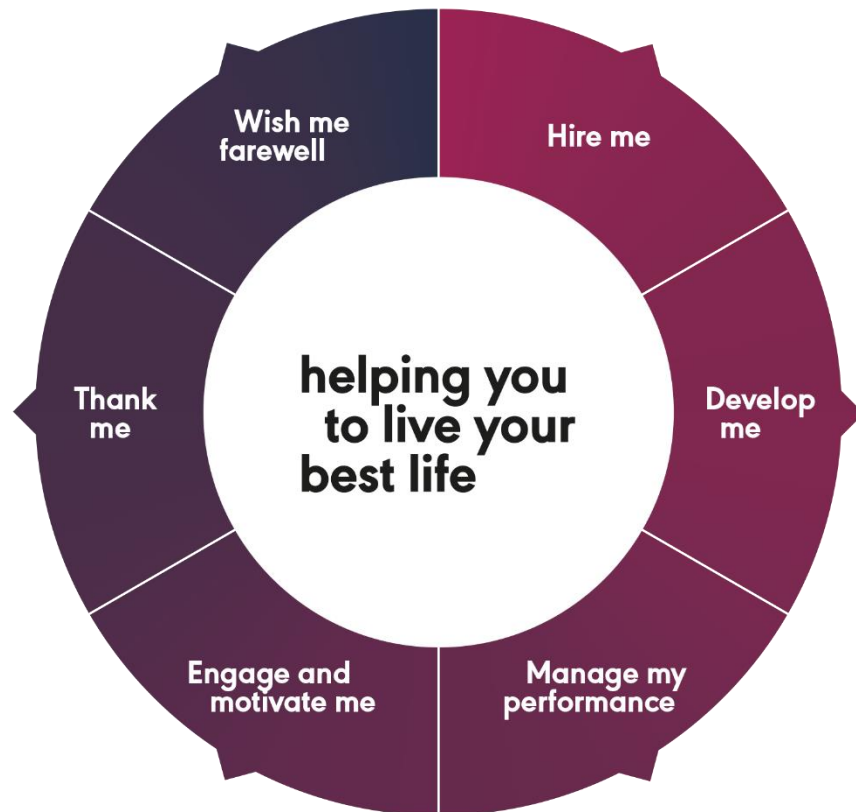 Hire me
Develop
me
Manage my
performance
Engage and
motivate me
Thank
me
Wish me
farewell
helping you
to live your
best life